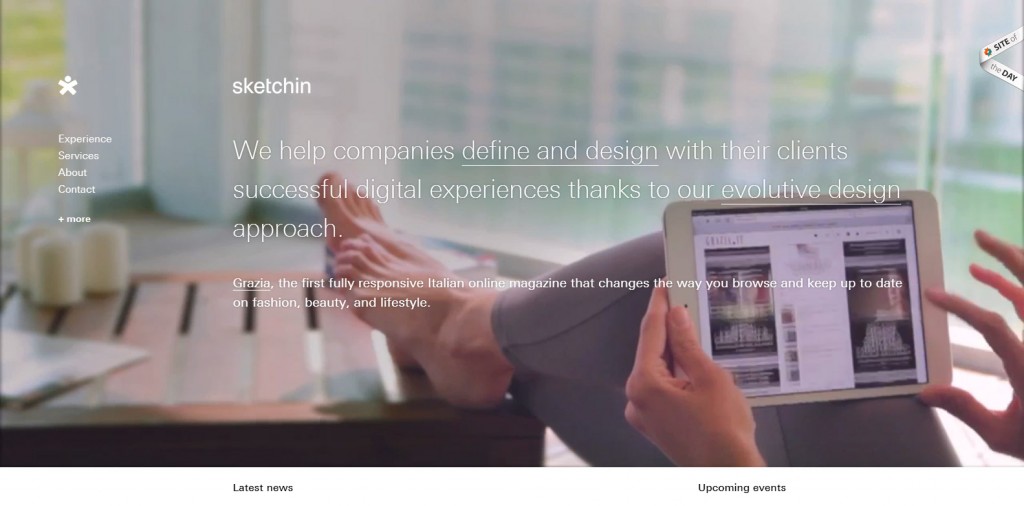 SITE of
the DAY
sketchin
Experience
Services
About
Contact
+ more
We help companies define and design with their clients
successful digital experiences thanks to our evolutive design
approach.
Grazia, the first fully responsive Italian online magazine that changes the way you browse and keep up to date
on fashion, beauty, and lifestyle.
GRAZIA.IT
Latest news
Upcoming events